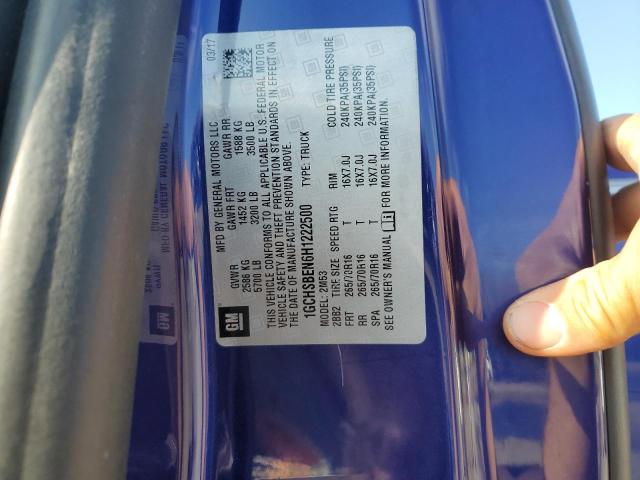 MFD BY GENERAL MOTORS LLC
03/17
GVWR GAWR FRT GAWR RR
2586 KG 1452 KG 1588 KG
5700 LB 3200 LB 3500 LB
THIS VEHICLE CONFORMS TO ALL APPLICABLE U.S. FEDERAL MOTOR
VEHICLE SAFETY AND THEFT PREVENTION STANDARDS IN EFFECT ON
THE DATE OF MANUFACTURE SHOWN ABOVE.
GM
1GCHSBEN6H1222500 TYPE: TRUCK
MODEL: 2M53
2BB2 TIRE SIZE SPEED RTG RIM COLD TIRE PRESSURE
FRT 265/70R16 T 16X7.0J 240KPA(35PSI)
RR 265/70R16 T 16X7.0J 240KPA(35PSI)
SPA 265/70R16 T 16X7.0J 240KPA(35PSI)
SEE OWNER'S MANUAL FOR MORE INFORMATION.